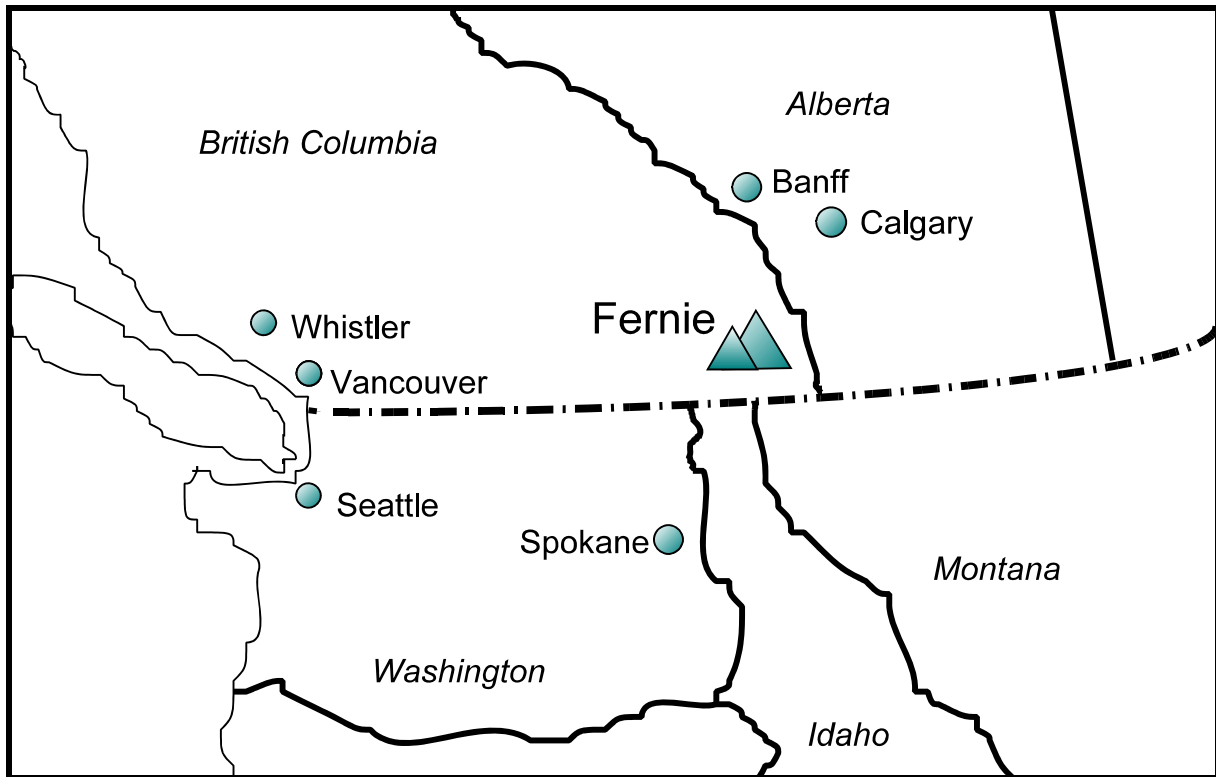 Alberta
British Columbia
Banff
Calgary
Fernie
Whistler
Vancouver
Seattle
Spokane
Montana
Washington
Idaho